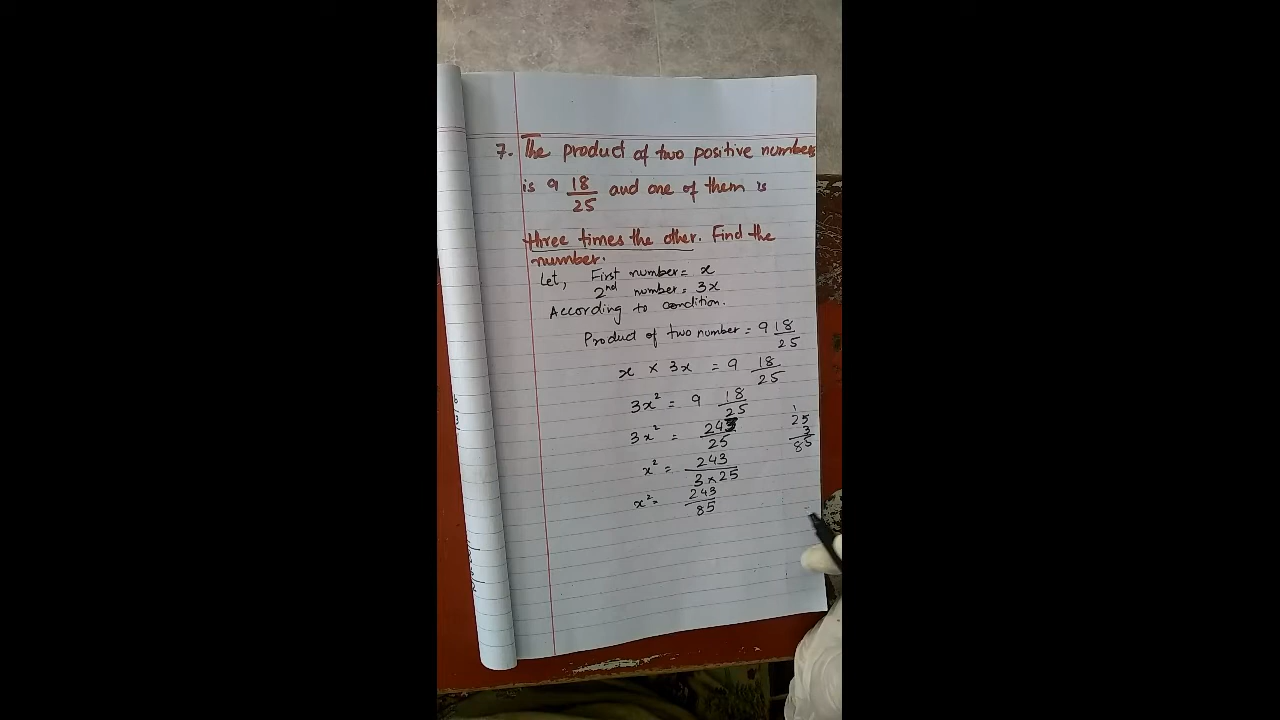 7. The product of two positive numbers
is 9 18/25 and one of them is
three times the other. Find the
number.
Let, First number = x
2nd number = 3x
According to condition.
Product of two number = 9 18/25
x × 3x = 9 18/25
3x² = 9 18/25
3x² = 243/25
x² = 243/3×25
x² = 243/85
1
25
3
85